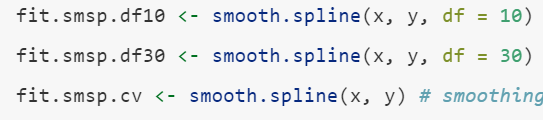 fit.smsp.df10 <- smooth.spline(x, y, df = 10)
fit.smsp.df30 <- smooth.spline(x, y, df = 30)
fit.smsp.cv <- smooth.spline(x, y) # smoothing